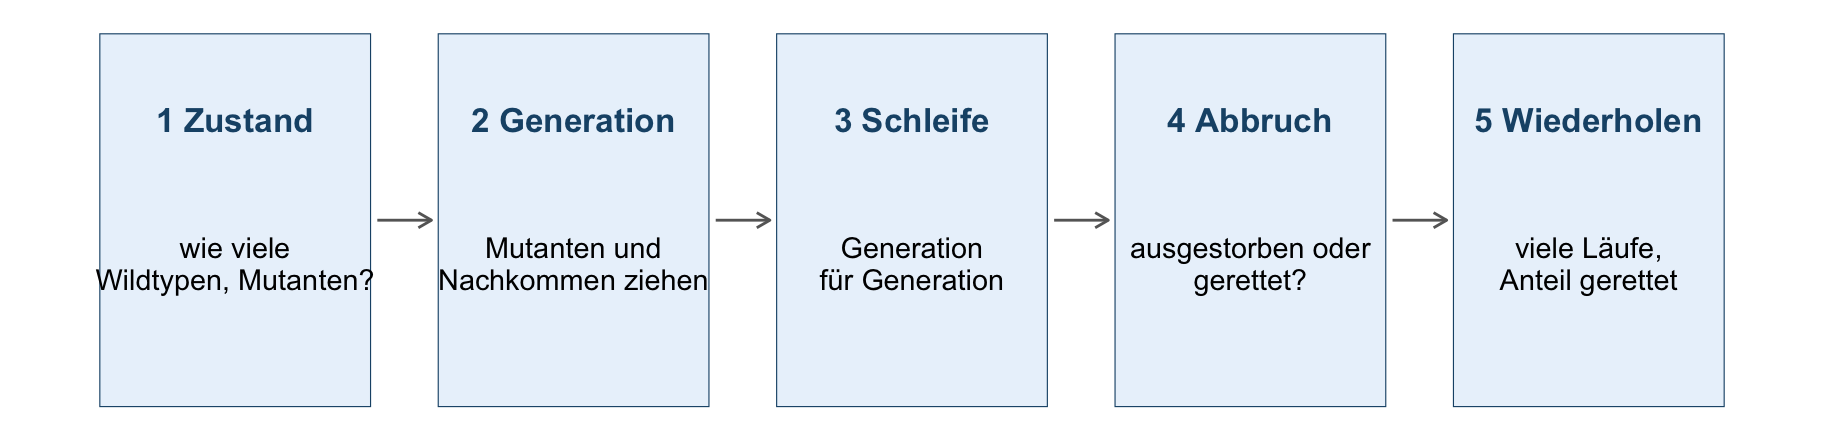 1 Zustand
wie viele
Wildtypen, Mutanten?
2 Generation
Mutanten und
Nachkommen ziehen
3 Schleife
Generation
für Generation
4 Abbruch
ausgestorben oder
gerettet?
5 Wiederholen
viele Läufe,
Anteil gerettet